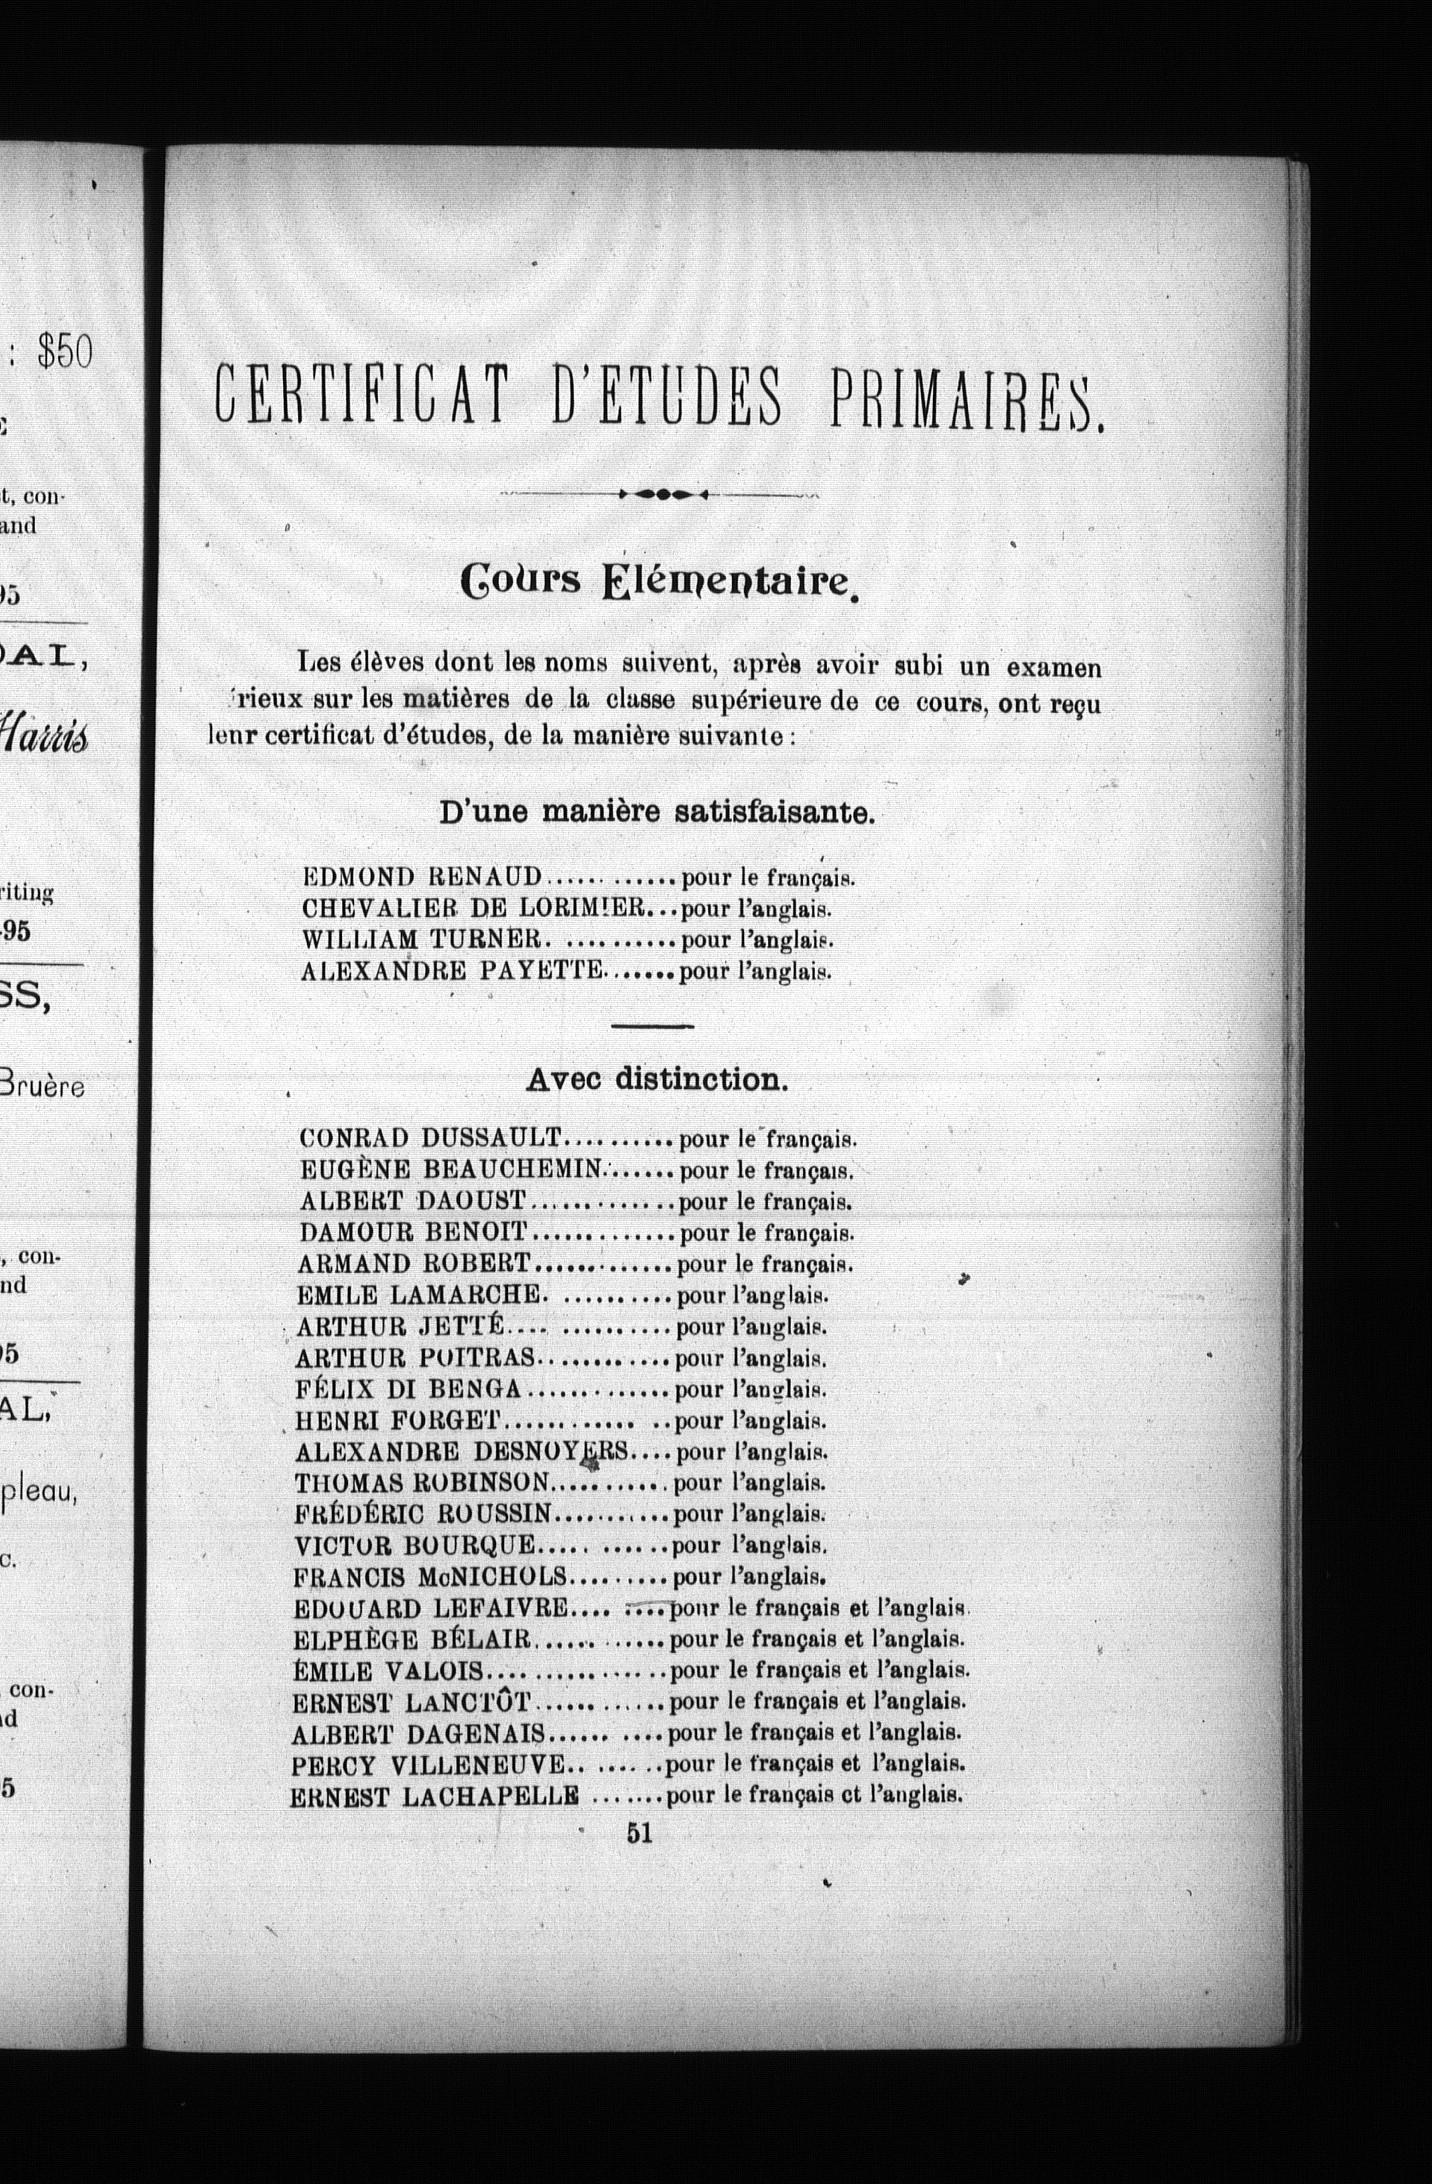 : $50
t, con-
and
95
DAL,
Harris
riting
-95
SS,
Bruère
, con-
nd
95
AL,
pleau,
c.
con-
nd
5
CERTIFICAT D'ETUDES PRIMAIRES.
Cours Elémentaire.
Les élèves dont les noms suivent, après avoir subi un examen
rieux sur les matières de la classe supérieure de ce cours, ont reçu
leur certificat d'études, de la manière suivante :
D'une manière satisfaisante.
EDMOND RENAUD............pour le français.
CHEVALIER DE LORIMIER...pour l'anglais.
WILLIAM TURNER. ..........pour l'anglais.
ALEXANDRE PAYETTE.......pour l'anglais.
Avec distinction.
CONRAD DUSSAULT..........pour le français.
EUGÈNE BEAUCHEMIN.......pour le français.
ALBERT DAOUST.............pour le français.
DAMOUR BENOIT.............pour le français.
ARMAND ROBERT.............pour le français.
EMILE LAMARCHE. ..........pour l'anglais.
ARTHUR JETTÉ.... ..........pour l'anglais.
ARTHUR POITRAS............pour l'anglais.
FÉLIX DI BENGA.............pour l'anglais.
HENRI FORGET............ ..pour l'anglais.
ALEXANDRE DESNOYERS....pour l'anglais.
THOMAS ROBINSON...........pour l'anglais.
FRÉDÉRIC ROUSSIN..........pour l'anglais.
VICTOR BOURQUE..... ......pour l'anglais.
FRANCIS McNICHOLS.........pour l'anglais.
EDOUARD LEFAIVRE.... ....pour le français et l'anglais.
ELPHÈGE BÉLAIR............pour le français et l'anglais.
ÉMILE VALOIS................pour le français et l'anglais.
ERNEST LANCTÔT............pour le français et l'anglais.
ALBERT DAGENAIS...... ....pour le français et l'anglais.
PERCY VILLENEUVE.. .......pour le français et l'anglais.
ERNEST LACHAPELLE .......pour le français et l'anglais.
51